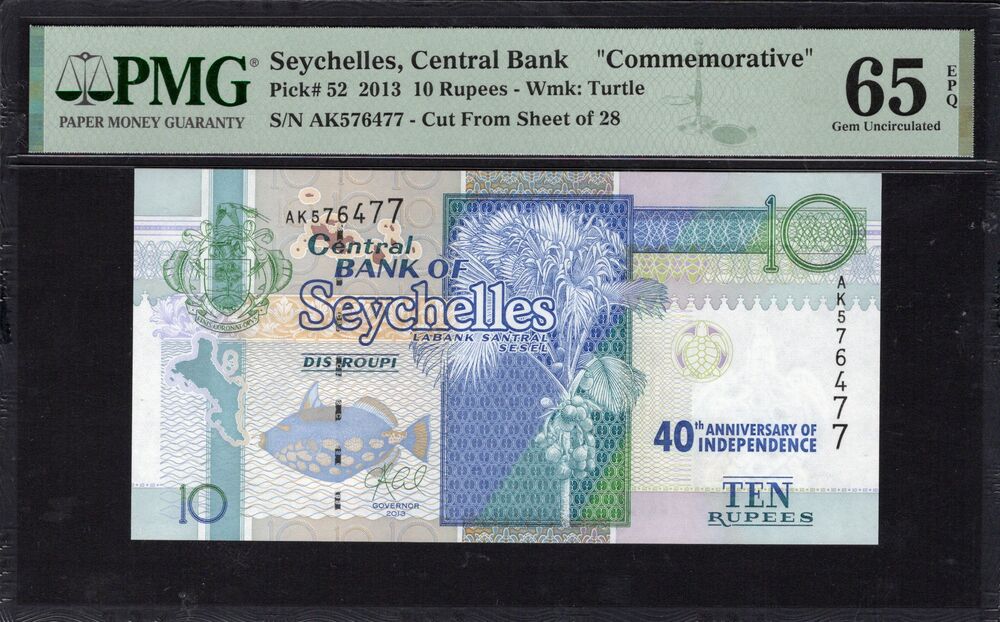 PMG®
PAPER MONEY GUARANTY
Seychelles, Central Bank "Commemorative"
Pick# 52 2013 10 Rupees - Wmk: Turtle
S/N AK576477 - Cut From Sheet of 28
65 EPQ
Gem Uncirculated
AK576477
Central
BANK OF
Seychelles
LABANK SANTRAL
SESEL
DIS ROUPI
10
AK576477
40th ANNIVERSARY OF
INDEPENDENCE
GOVERNOR
2013
10
TEN
RUPEES